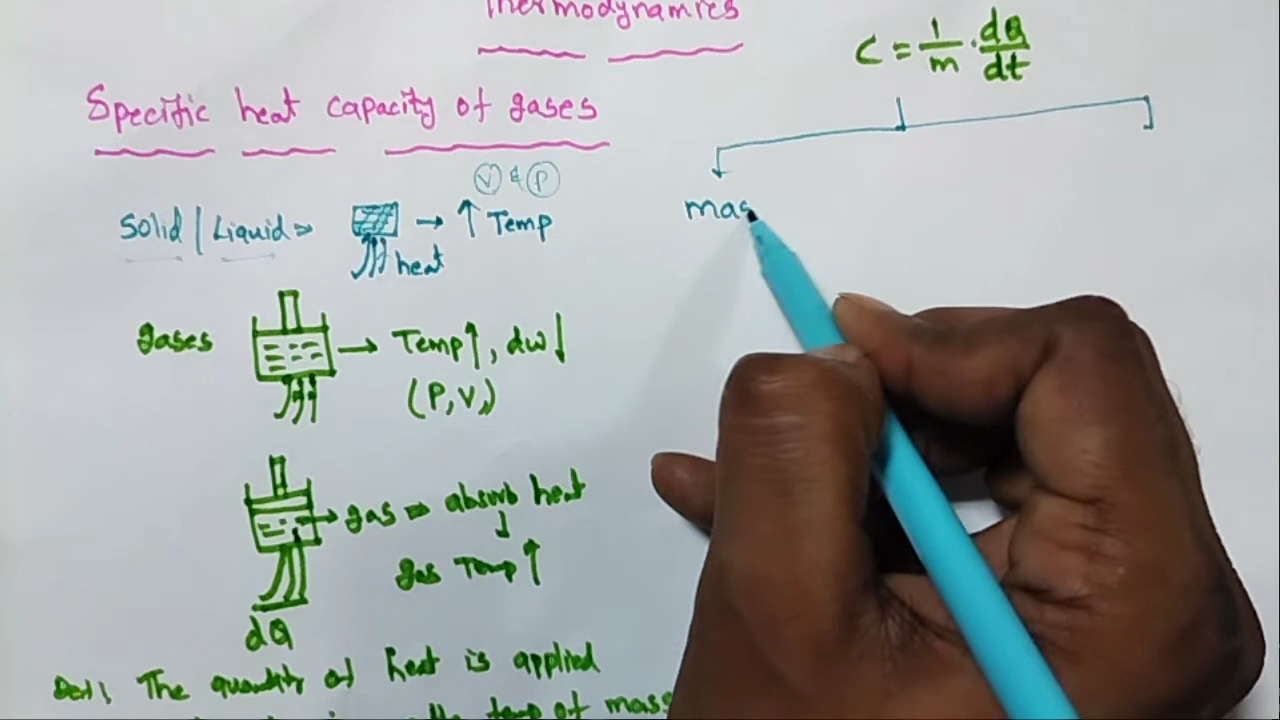 Thermodynamics
Specific heat capacity of gases
V & P
Solid | Liquid ⇒ → ↑ Temp
heat
gases → Temp↑, dw↓
(P, V,)
→ gas ⇒ absorb heat
↓
gas Temp↑
dQ
Def: The quantity of heat is applied
temp of mass
C = 1/m · dQ/dt
mas